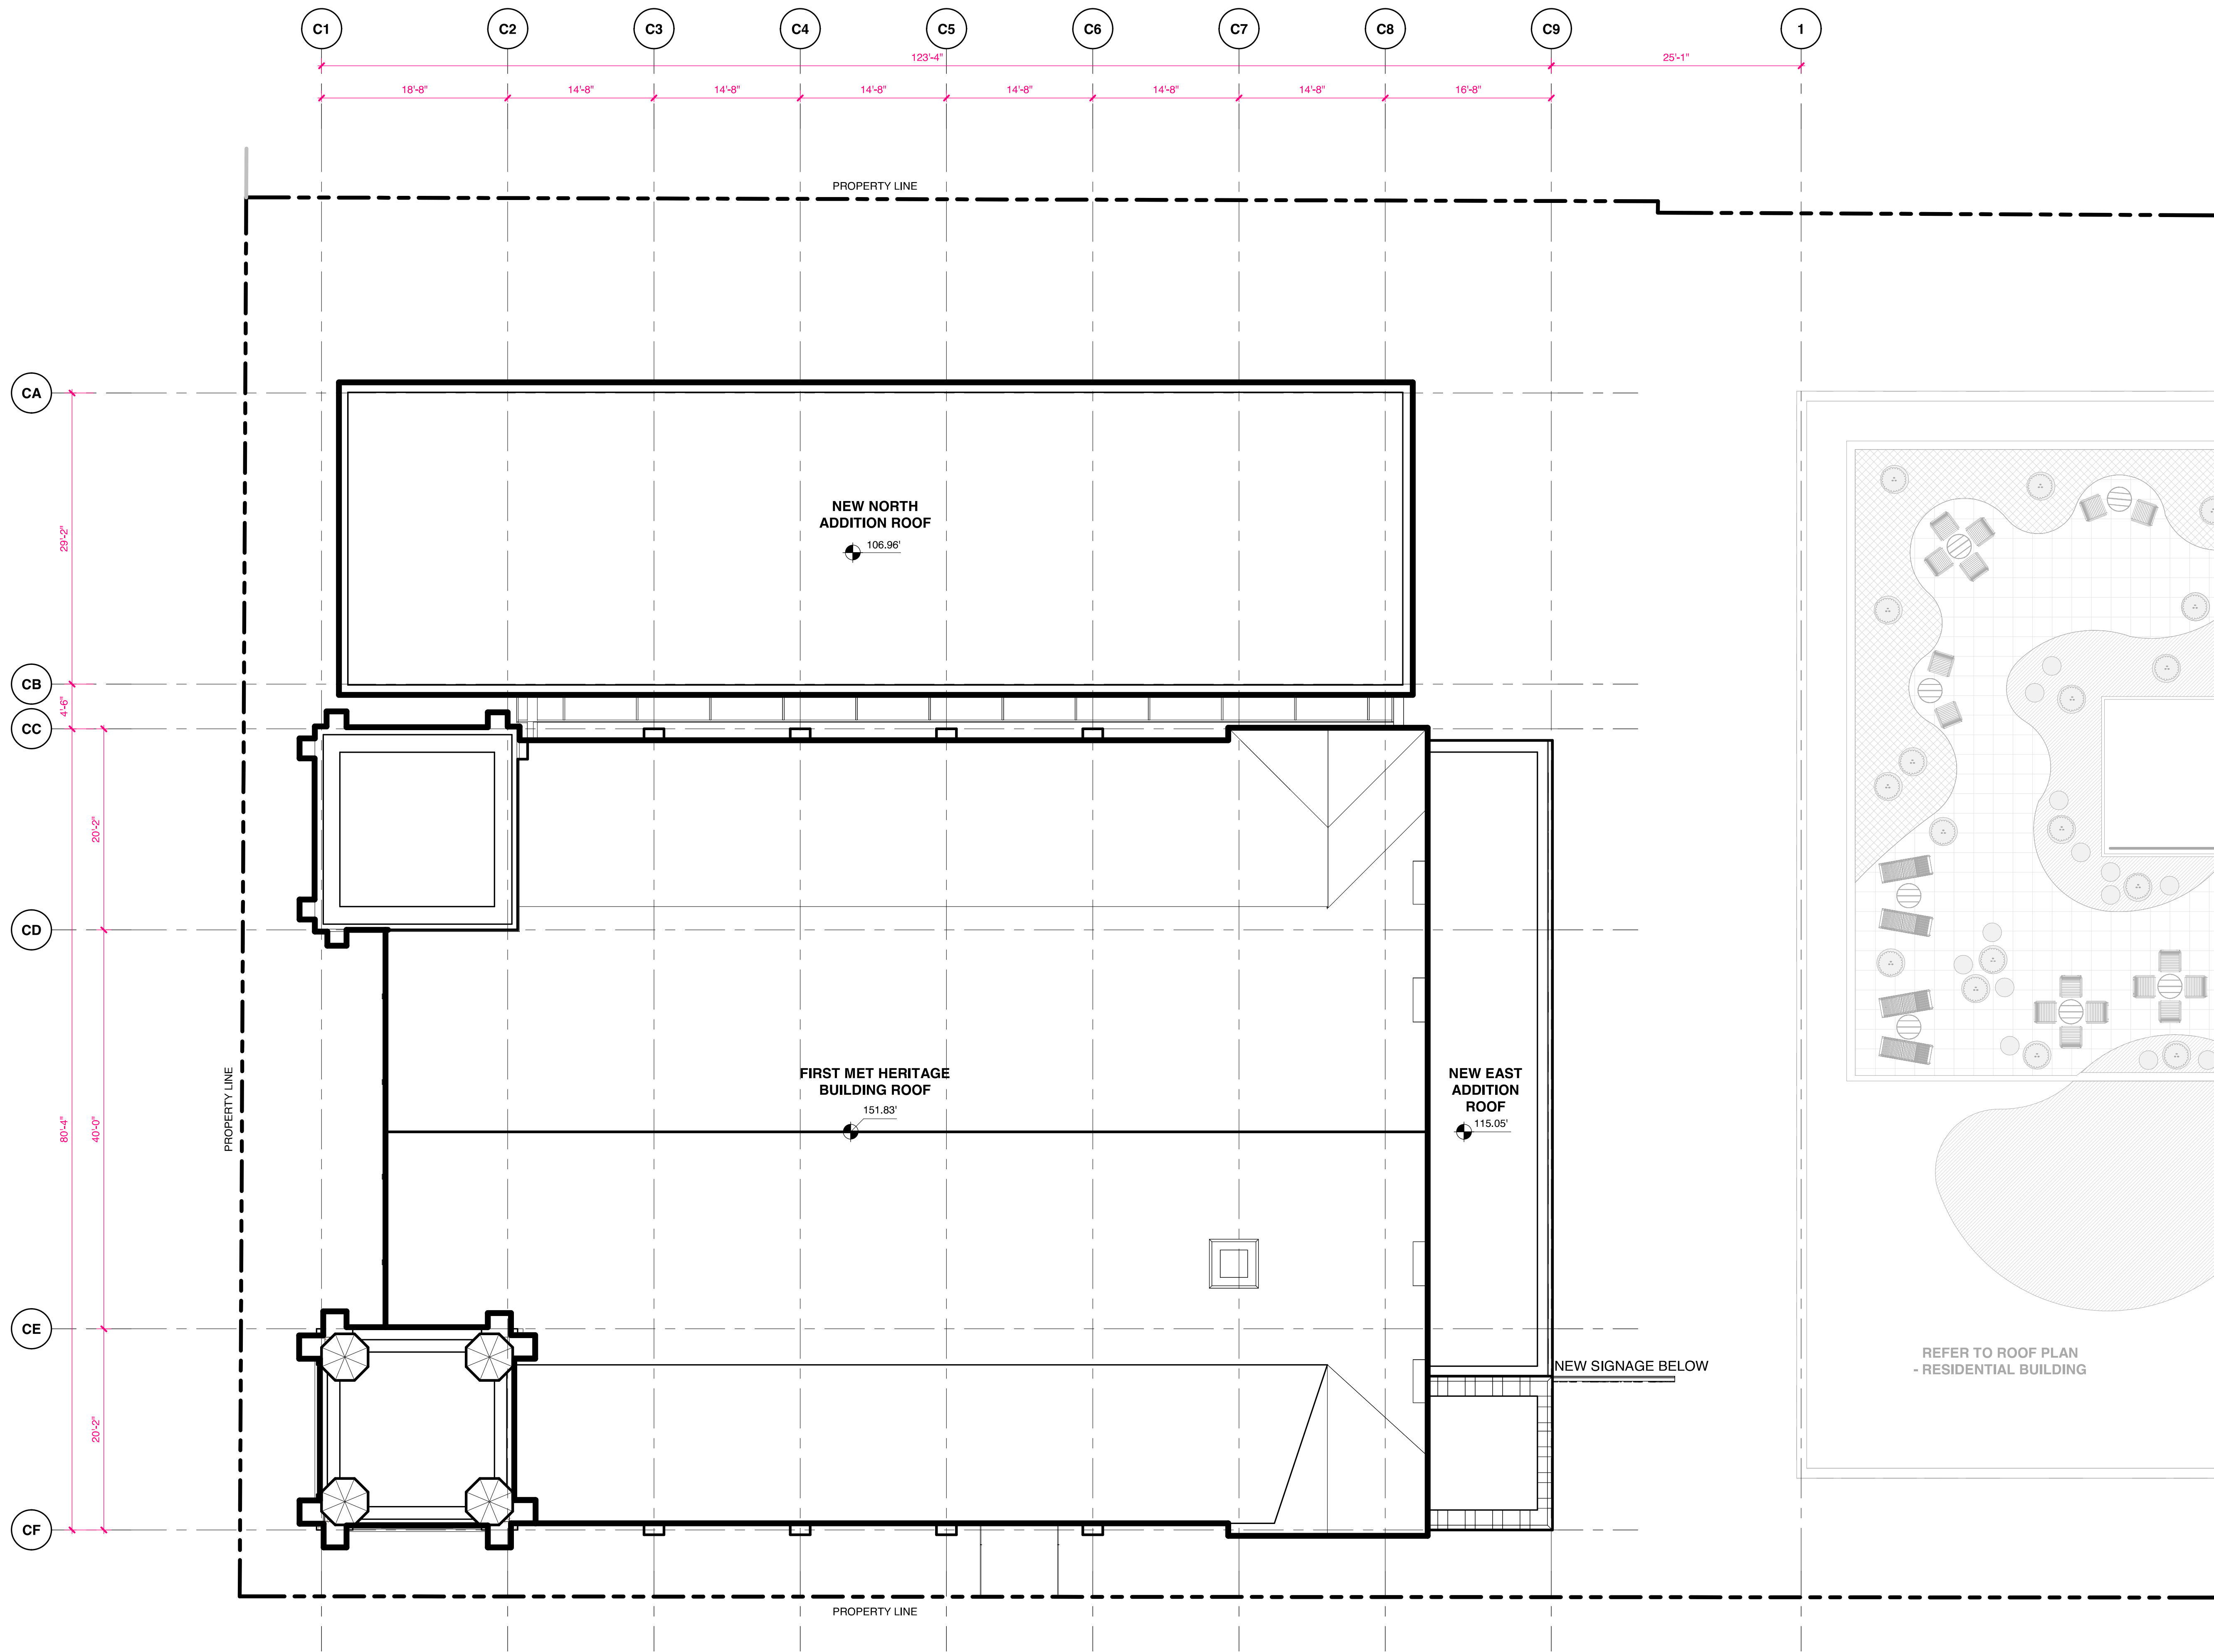 C1
C2
C3
C4
C5
C6
C7
C8
C9
1
123'-4"
25'-1"
18'-8"
14'-8"
14'-8"
14'-8"
14'-8"
14'-8"
14'-8"
16'-8"
PROPERTY LINE
CA
29'-2"
NEW NORTH
ADDITION ROOF
106.96'
CB
4'-6"
CC
20'-2"
CD
PROPERTY LINE
80'-4"
40'-0"
FIRST MET HERITAGE
BUILDING ROOF
151.83'
NEW EAST
ADDITION
ROOF
115.05'
CE
REFER TO ROOF PLAN
- RESIDENTIAL BUILDING
NEW SIGNAGE BELOW
20'-2"
CF
PROPERTY LINE